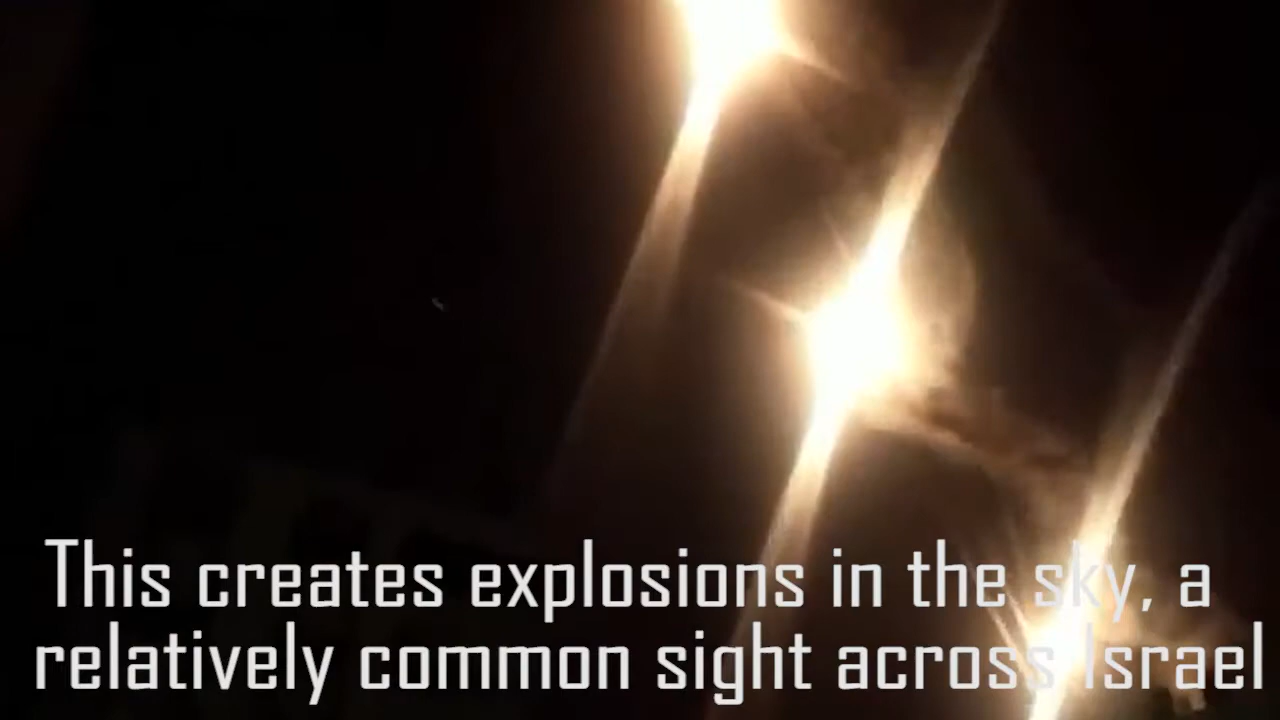 This creates explosions in the sky, a
relatively common sight across Israel